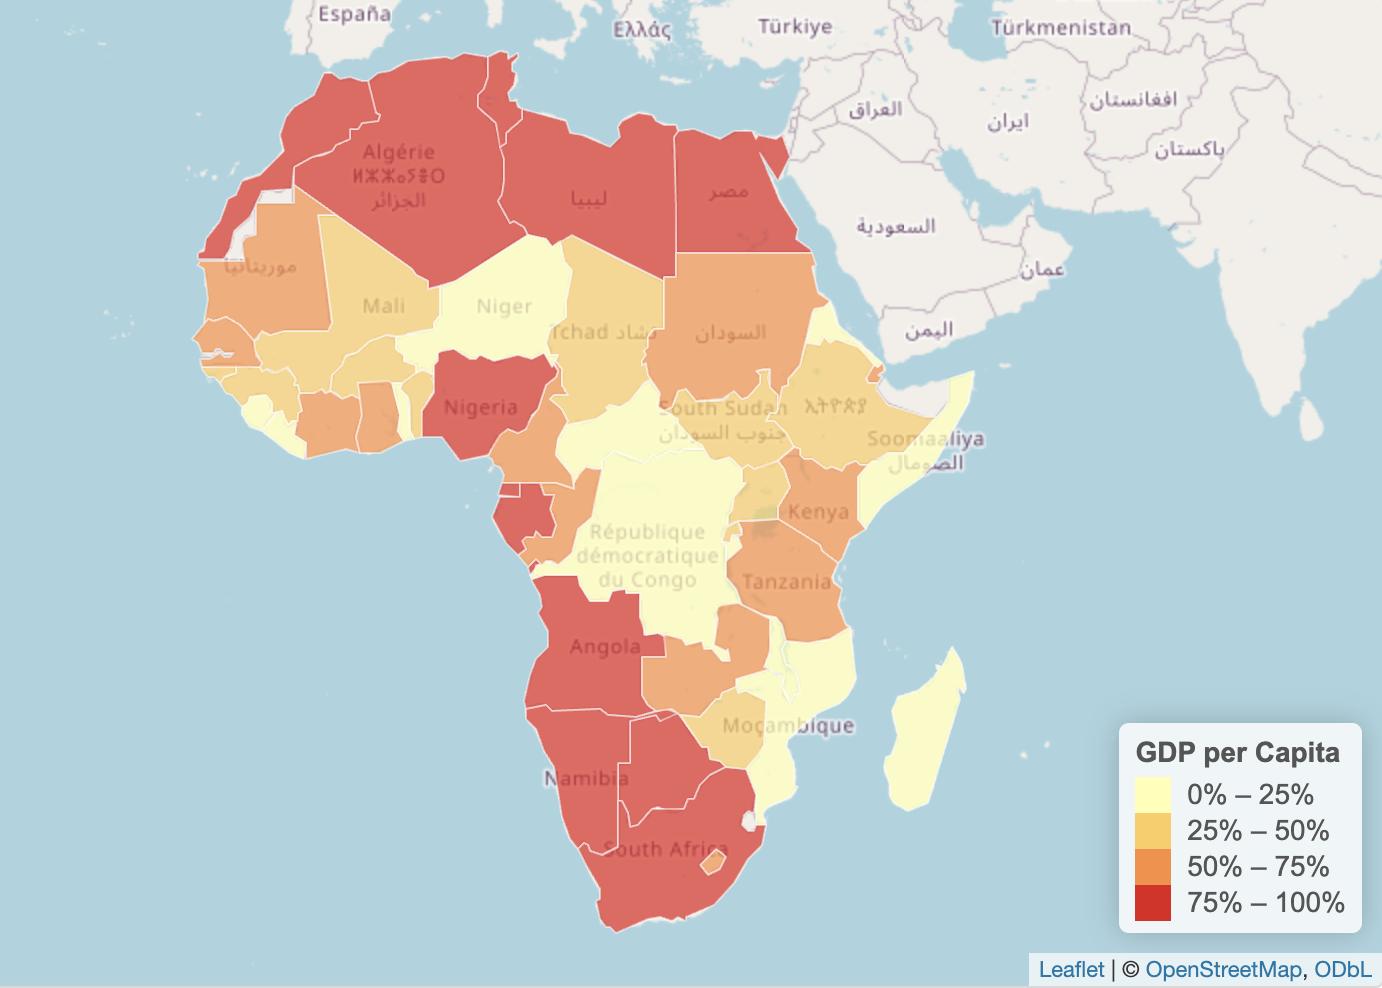 España
Ελλάς
Türkiye
Türkmenistan
العراق
ايران
افغانستان
پاکستان
Algérie
ⵍⵣⵣⴰⵢⴻⵔ
الجزائر
ليبيا
مصر
السعودية
عمان
اليمن
موريتانيا
Mali
Niger
Tchad تشاد
السودان
Nigeria
South Sudan
جنوب السودان
ኢትዮጵያ
Soomaaliya
الصومال
Kenya
République
démocratique
du Congo
Tanzania
Angola
Moçambique
Namibia
South Africa
GDP per Capita
0% – 25%
25% – 50%
50% – 75%
75% – 100%
Leaflet | © OpenStreetMap, ODbL